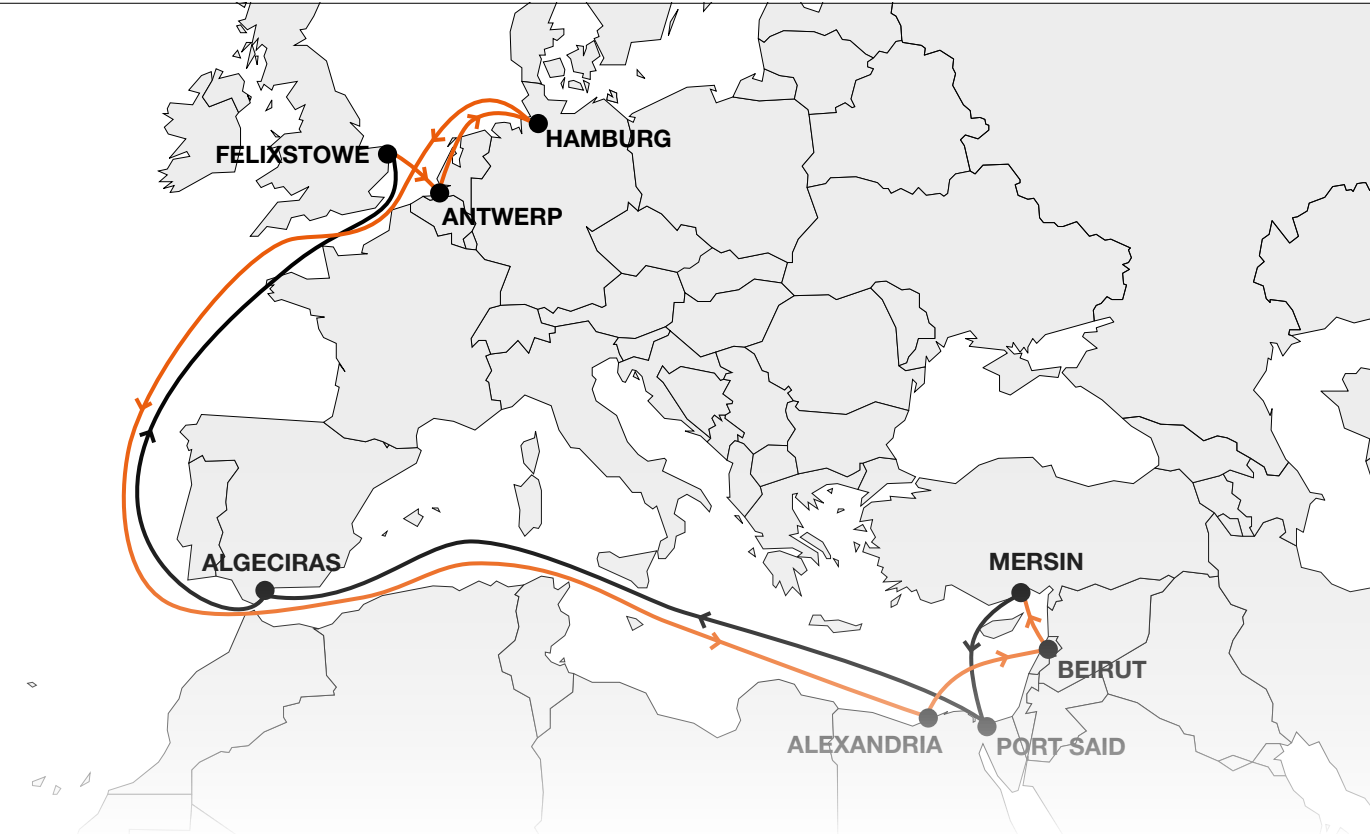 HAMBURG
FELIXSTOWE
ANTWERP
ALGECIRAS
MERSIN
BEIRUT
ALEXANDRIA
PORT SAID